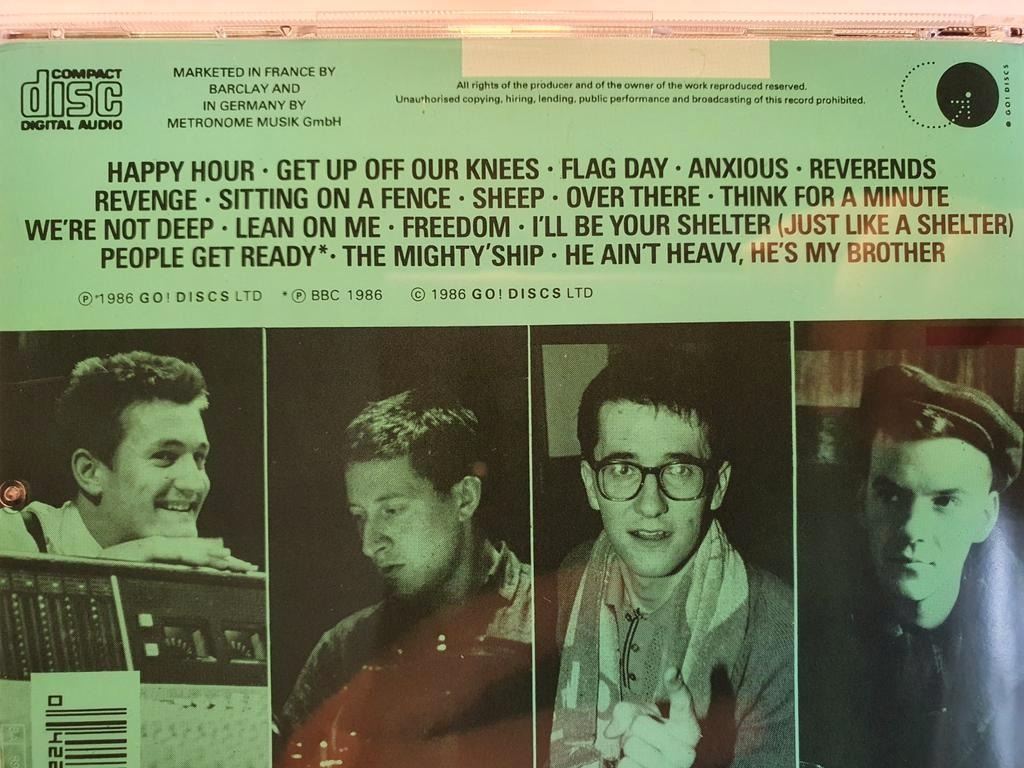 COMPACT
disc
DIGITAL AUDIO
MARKETED IN FRANCE BY
BARCLAY AND
IN GERMANY BY
METRONOME MUSIK GmbH
All rights of the producer and of the owner of the work reproduced reserved.
Unauthorised copying, hiring, lending, public performance and broadcasting of this record prohibited.
● GO! DISCS
HAPPY HOUR · GET UP OFF OUR KNEES · FLAG DAY · ANXIOUS · REVERENDS
REVENGE · SITTING ON A FENCE · SHEEP · OVER THERE · THINK FOR A MINUTE
WE'RE NOT DEEP · LEAN ON ME · FREEDOM · I'LL BE YOUR SHELTER (JUST LIKE A SHELTER)
PEOPLE GET READY*· THE MIGHTY'SHIP · HE AIN'T HEAVY, HE'S MY BROTHER
℗ 1986 GO! DISCS LTD *℗ BBC 1986 © 1986 GO! DISCS LTD
0